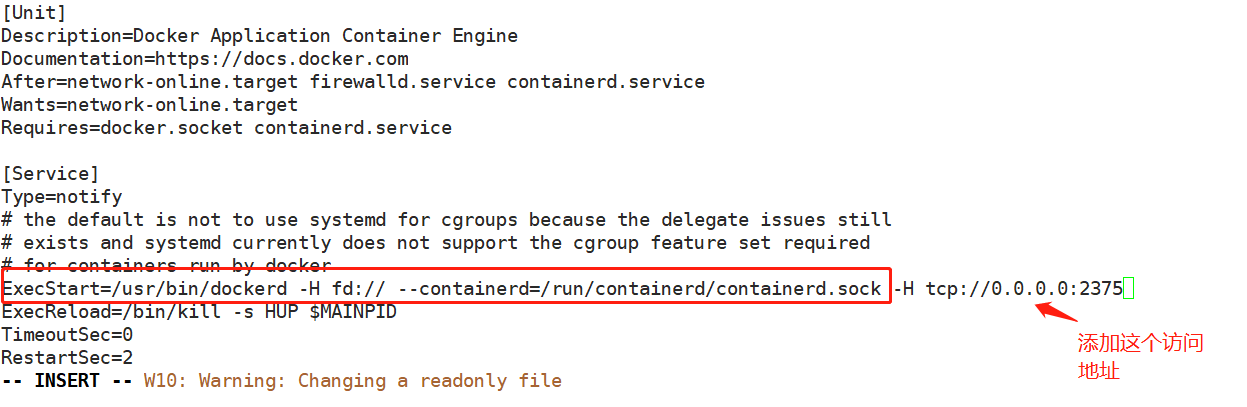 [Unit]
Description=Docker Application Container Engine
Documentation=https://docs.docker.com
After=network-online.target firewalld.service containerd.service
Wants=network-online.target
Requires=docker.socket containerd.service
[Service]
Type=notify
# the default is not to use systemd for cgroups because the delegate issues still
# exists and systemd currently does not support the cgroup feature set required
# for containers run by docker
ExecStart=/usr/bin/dockerd -H fd:// --containerd=/run/containerd/containerd.sock -H tcp://0.0.0.0:2375
ExecReload=/bin/kill -s HUP $MAINPID
TimeoutSec=0
RestartSec=2
-- INSERT -- W10: Warning: Changing a readonly file
添加这个访问
地址